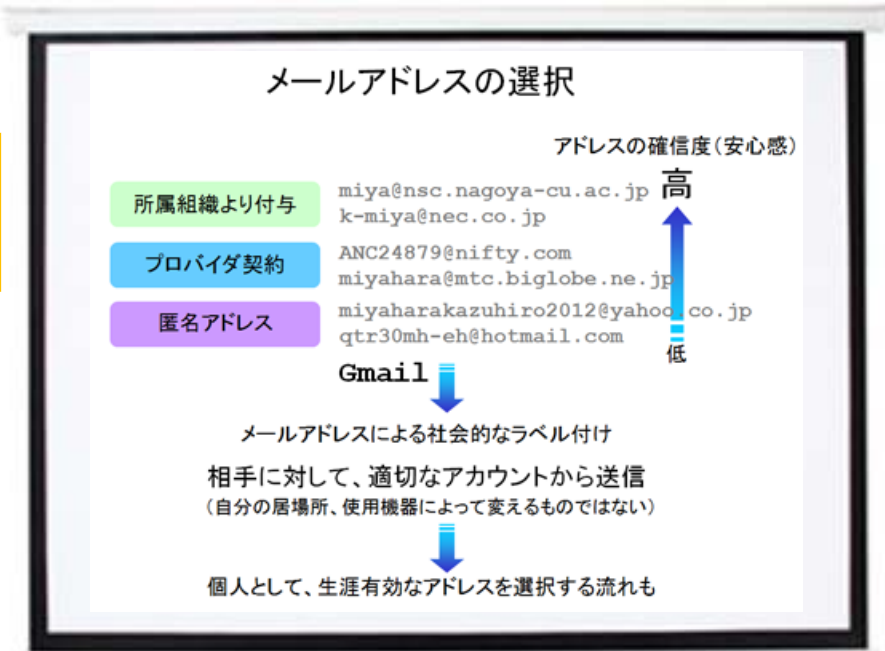 メールアドレスの選択
アドレスの確信度(安心感)
高
所属組織より付与
miya@nsc.nagoya-cu.ac.jp
k-miya@nec.co.jp
プロバイダ契約
ANC24879@nifty.com
miyahara@mtc.biglobe.ne.jp
匿名アドレス
miyaharakazuhiro2012@yahoo.co.jp
qtr30mh-eh@hotmail.com
低
Gmail
メールアドレスによる社会的なラベル付け
相手に対して、適切なアカウントから送信
(自分の居場所、使用機器によって変えるものではない)
個人として、生涯有効なアドレスを選択する流れも